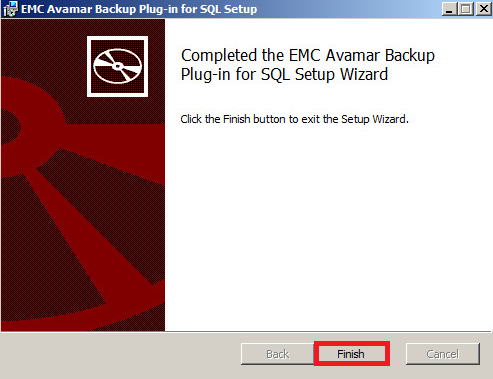 EMC Avamar Backup Plug-in for SQL Setup
Completed the EMC Avamar Backup
Plug-in for SQL Setup Wizard
Click the Finish button to exit the Setup Wizard.
Back Finish Cancel